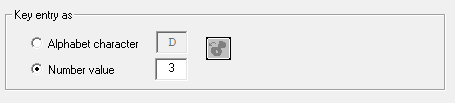 Key entry as
Alphabet character D
Number value 3